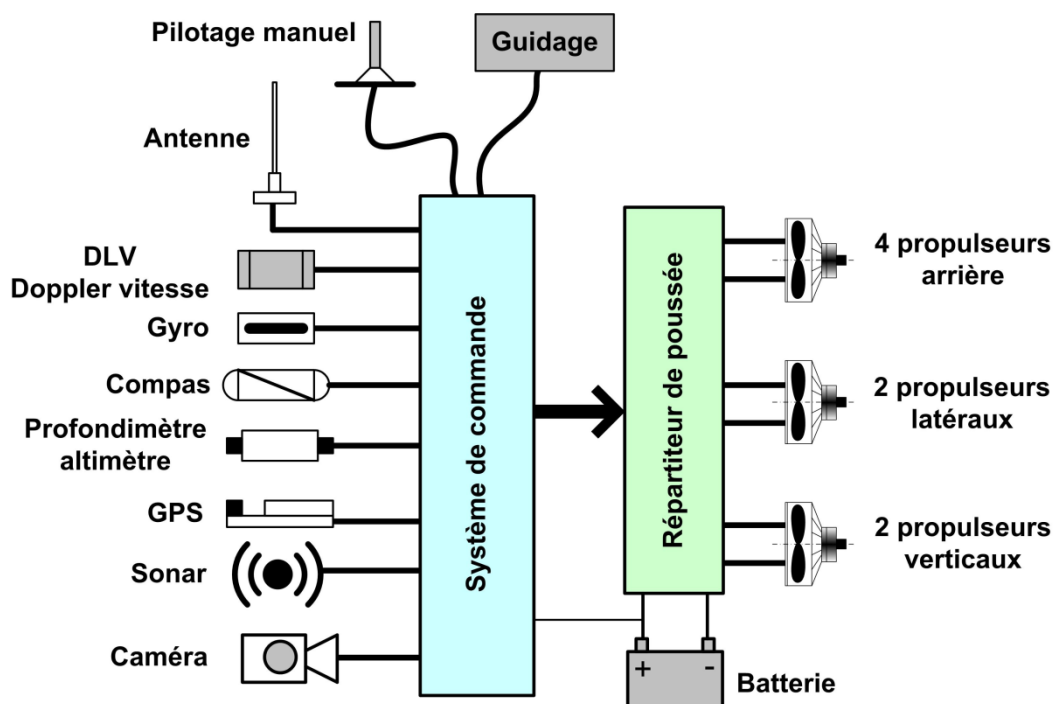 Pilotage manuel
Guidage
Antenne
DLV
Doppler vitesse
Gyro
Compas
Profondimètre
altimètre
GPS
Sonar
Caméra
Système de commande
Répartiteur de poussée
4 propulseurs
arrière
2 propulseurs
latéraux
2 propulseurs
verticaux
+ -
Batterie